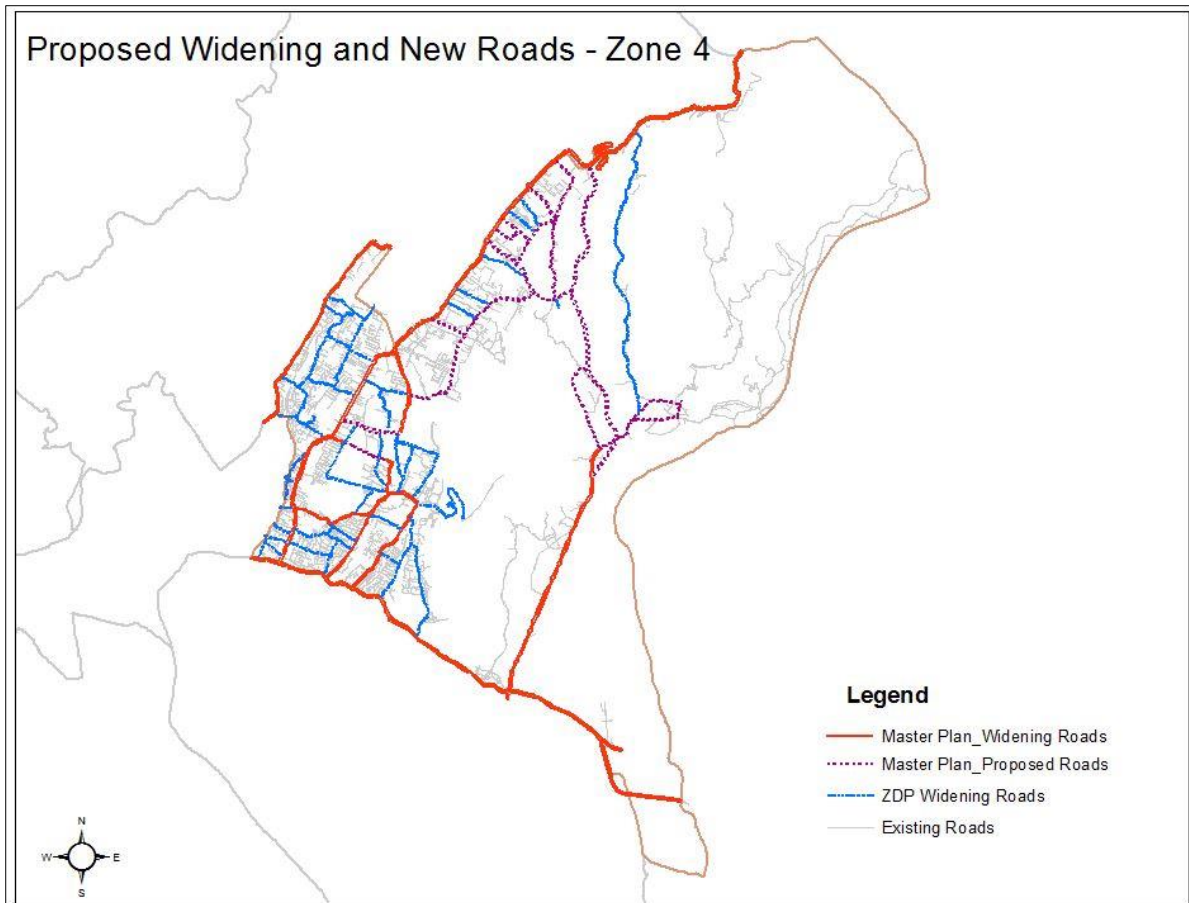 Proposed Widening and New Roads - Zone 4
Legend
Master Plan_Widening Roads
Master Plan_Proposed Roads
ZDP Widening Roads
Existing Roads
N
W E
S